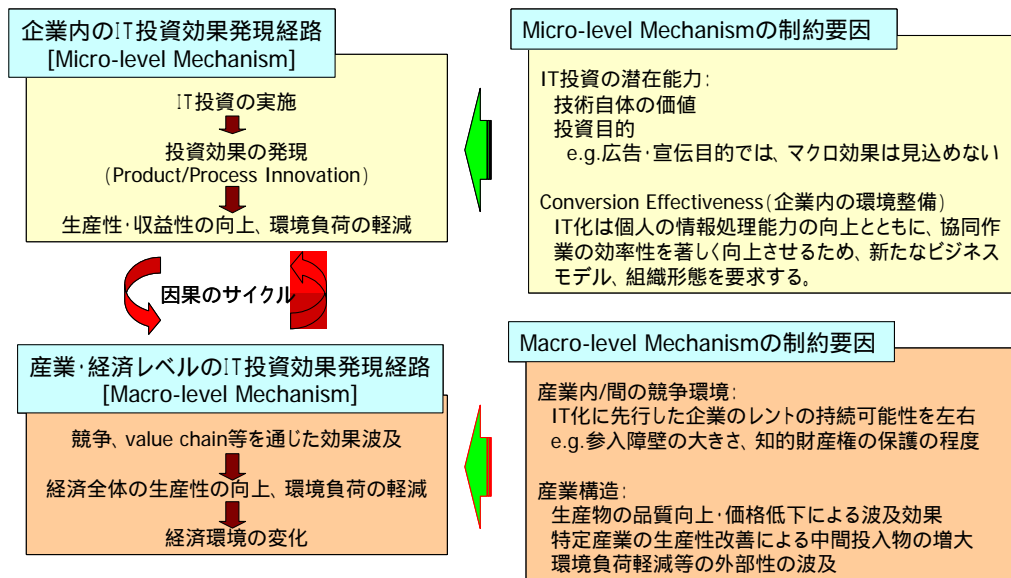 企業内のIT投資効果発現経路
[Micro-level Mechanism]
IT投資の実施
投資効果の発現
(Product/Process Innovation)
生産性・収益性の向上、環境負荷の軽減
因果のサイクル
産業・経済レベルのIT投資効果発現経路
[Macro-level Mechanism]
競争、value chain等を通じた効果波及
経済全体の生産性の向上、環境負荷の軽減
経済環境の変化
Micro-level Mechanismの制約要因
IT投資の潜在能力:
技術自体の価値
投資目的
e.g.広告・宣伝目的では、マクロ効果は見込めない
Conversion Effectiveness(企業内の環境整備)
IT化は個人の情報処理能力の向上とともに、協同作
業の効率性を著しく向上させるため、新たなビジネス
モデル、組織形態を要求する。
Macro-level Mechanismの制約要因
産業内/間の競争環境:
IT化に先行した企業のレントの持続可能性を左右
e.g.参入障壁の大きさ、知的財産権の保護の程度
産業構造:
生産物の品質向上・価格低下による波及効果
特定産業の生産性改善による中間投入物の増大
環境負荷軽減等の外部性の波及